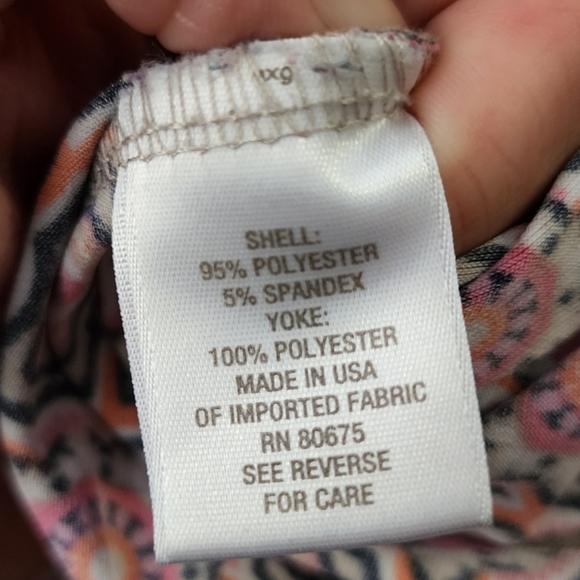 SHELL:
95% POLYESTER
5% SPANDEX
YOKE:
100% POLYESTER
MADE IN USA
OF IMPORTED FABRIC
RN 80675
SEE REVERSE
FOR CARE